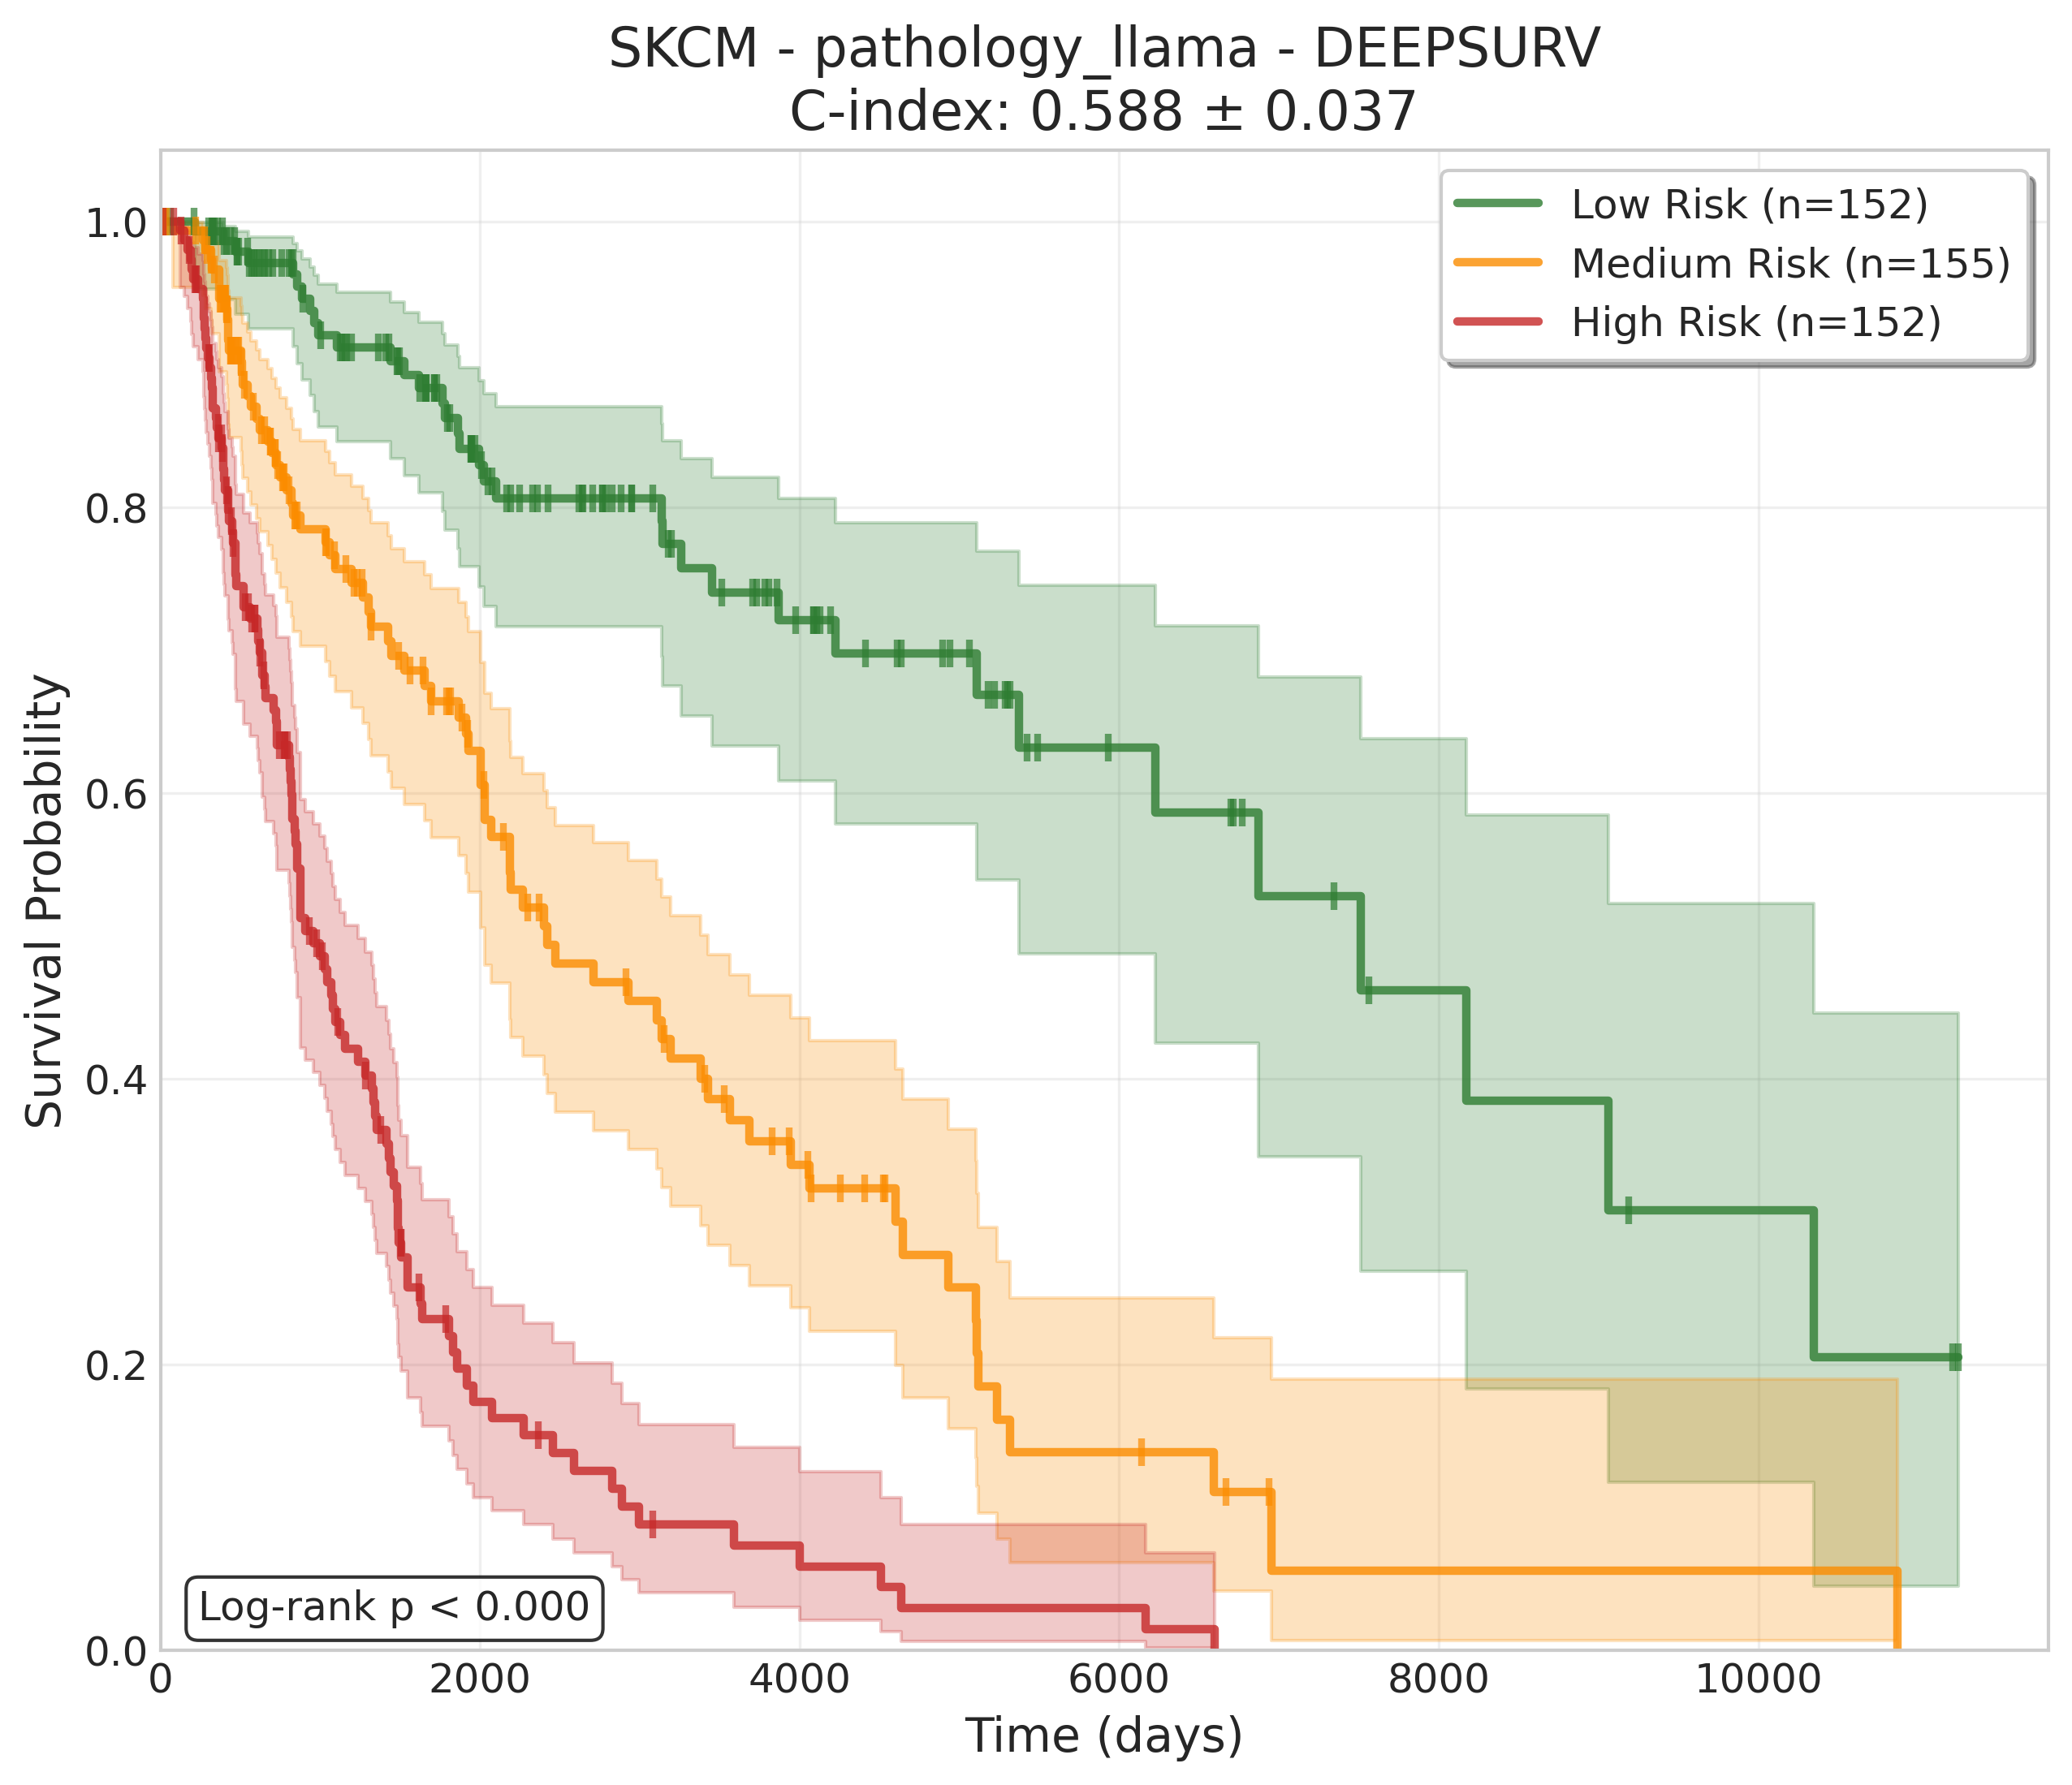 SKCM - pathology_llama - DEEPSURV
C-index: 0.588 ± 0.037
Low Risk (n=152)
Medium Risk (n=155)
High Risk (n=152)
Survival Probability
1.0
0.8
0.6
0.4
0.2
0.0
Log-rank p < 0.000
0
2000
4000
6000
8000
10000
Time (days)